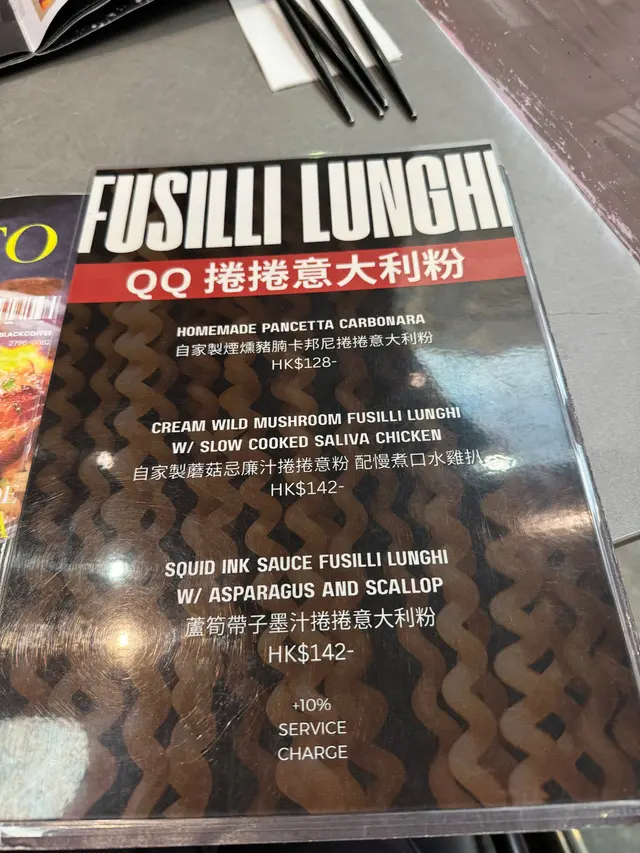 FUSILLI LUNGHI
QQ 捲捲意大利粉
HOMEMADE PANCETTA CARBONARA
自家製煙燻豬腩卡邦尼捲捲意大利粉
HK$128-
CREAM WILD MUSHROOM FUSILLI LUNGHI
W/ SLOW COOKED SALIVA CHICKEN
自家製蘑菇忌廉汁捲捲意粉 配慢煮口水雞扒
HK$142-
SQUID INK SAUCE FUSILLI LUNGHI
W/ ASPARAGUS AND SCALLOP
蘆筍帶子墨汁捲捲意大利粉
HK$142-
+10%
SERVICE
CHARGE
TO
BLACKCOFFEE